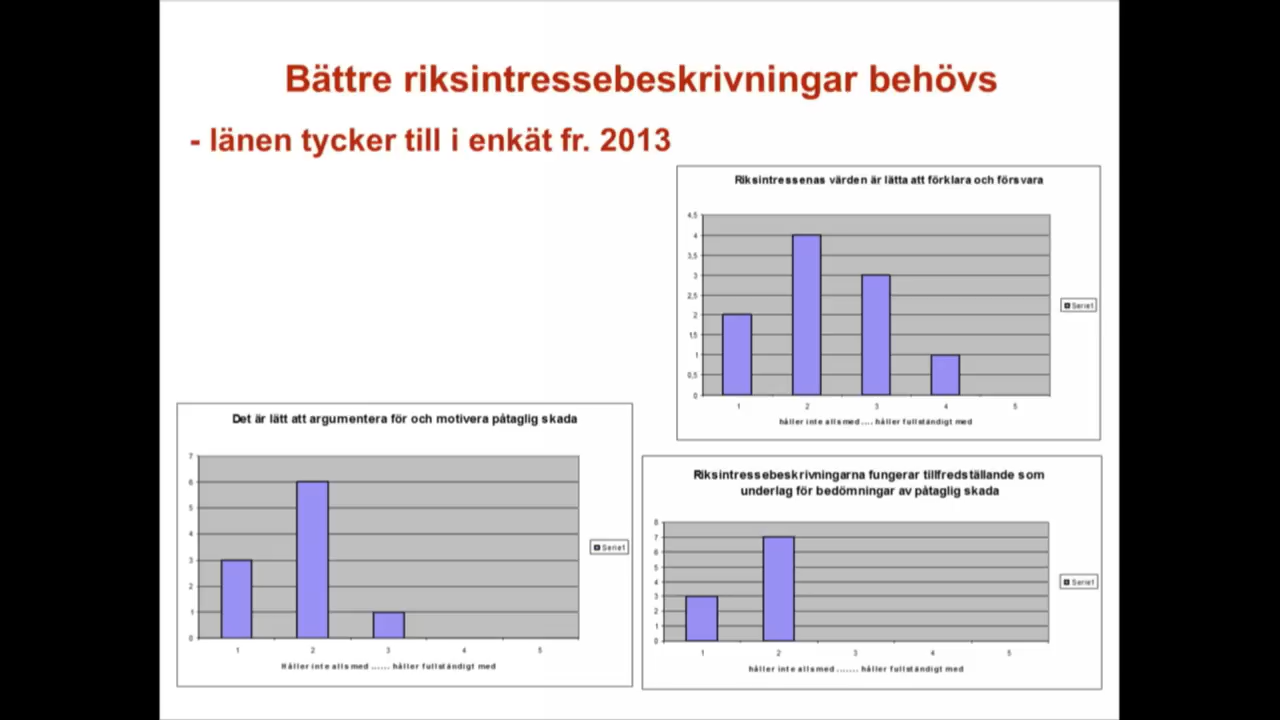 Bättre riksintressebeskrivningar behövs
- länen tycker till i enkät fr. 2013
Riksintressenas värden är lätta att förklara och försvara
4,5
4
3,5
3
2,5
2
1,5
1
0,5
0
1 2 3 4 5
håller inte alls med .... håller fullständigt med
Serie1
Det är lätt att argumentera för och motivera påtaglig skada
7
6
5
4
3
2
1
0
1 2 3 4 5
Håller inte alls med ...... håller fullständigt med
Serie1
Riksintressebeskrivningarna fungerar tillfredställande som
underlag för bedömningar av påtaglig skada
8
7
6
5
4
3
2
1
0
1 2 3 4 5
håller inte alls med ....... håller fullständigt med
Serie1